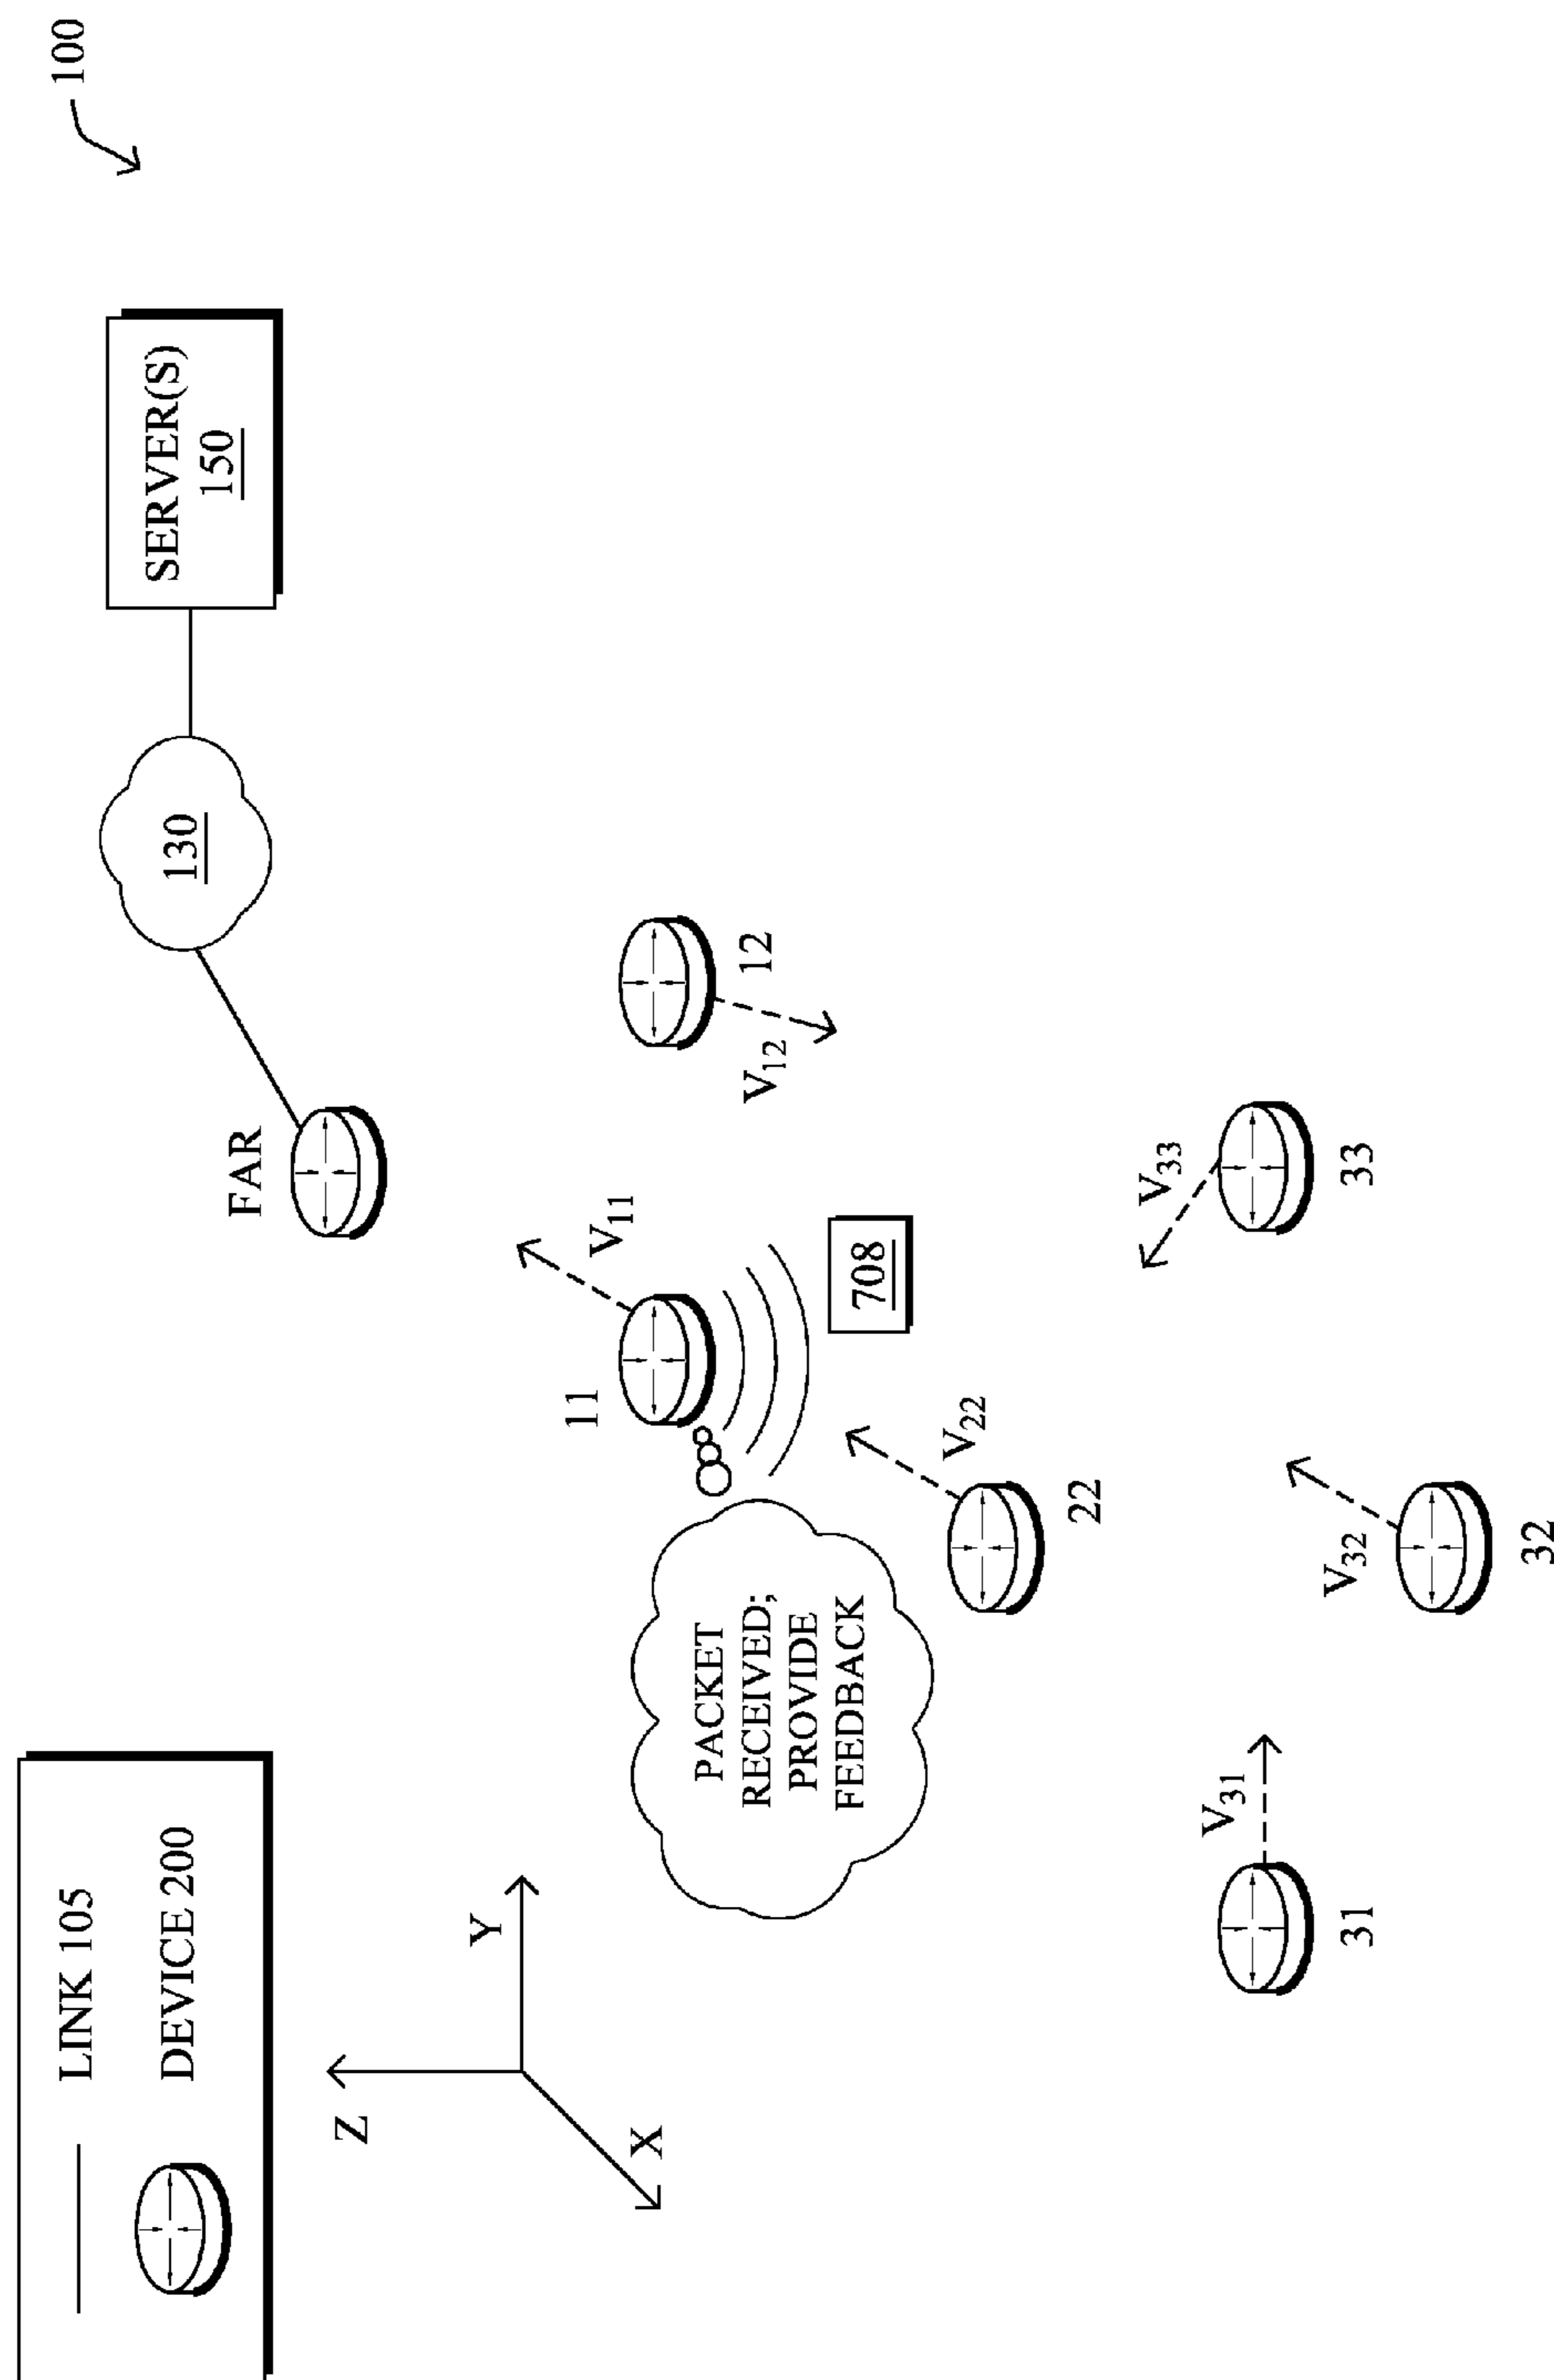 100
LINK 105
DEVICE 200
SERVER(S)
150
130
FAR
Z
Y
X
11
V11
12
V12
PACKET
RECEIVED;
PROVIDE
FEEDBACK
708
22
V22
31
V31
32
V32
33
V33